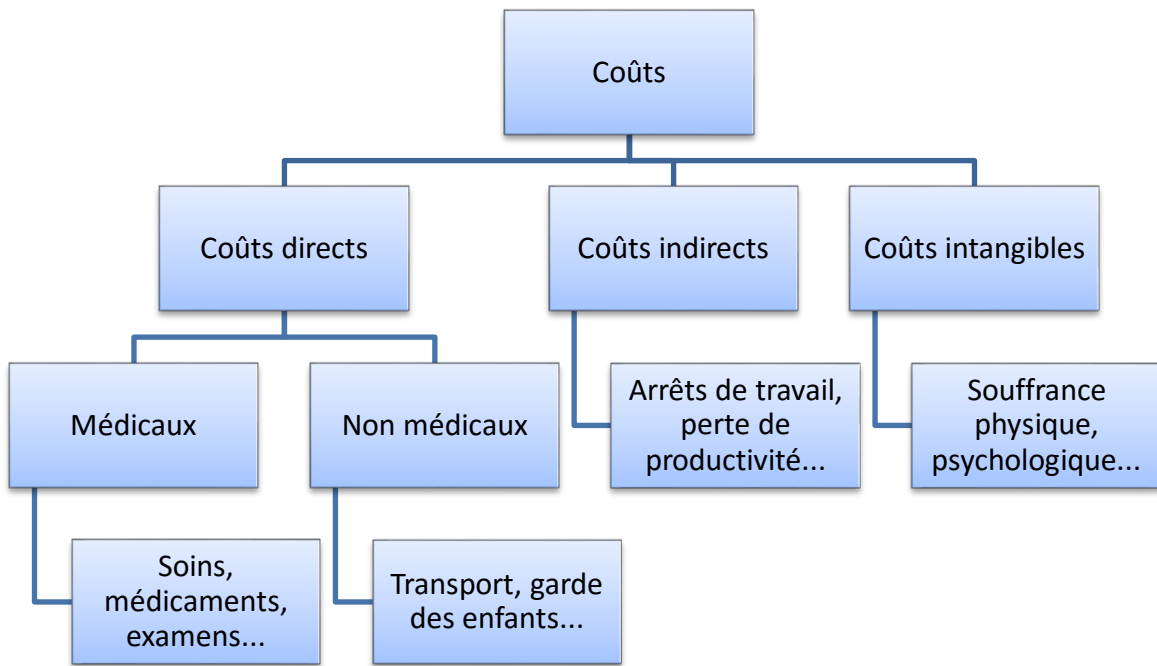 Coûts
Coûts directs
Coûts indirects
Coûts intangibles
Médicaux
Non médicaux
Arrêts de travail,
perte de
productivité...
Souffrance
physique,
psychologique...
Soins,
médicaments,
examens...
Transport, garde
des enfants...